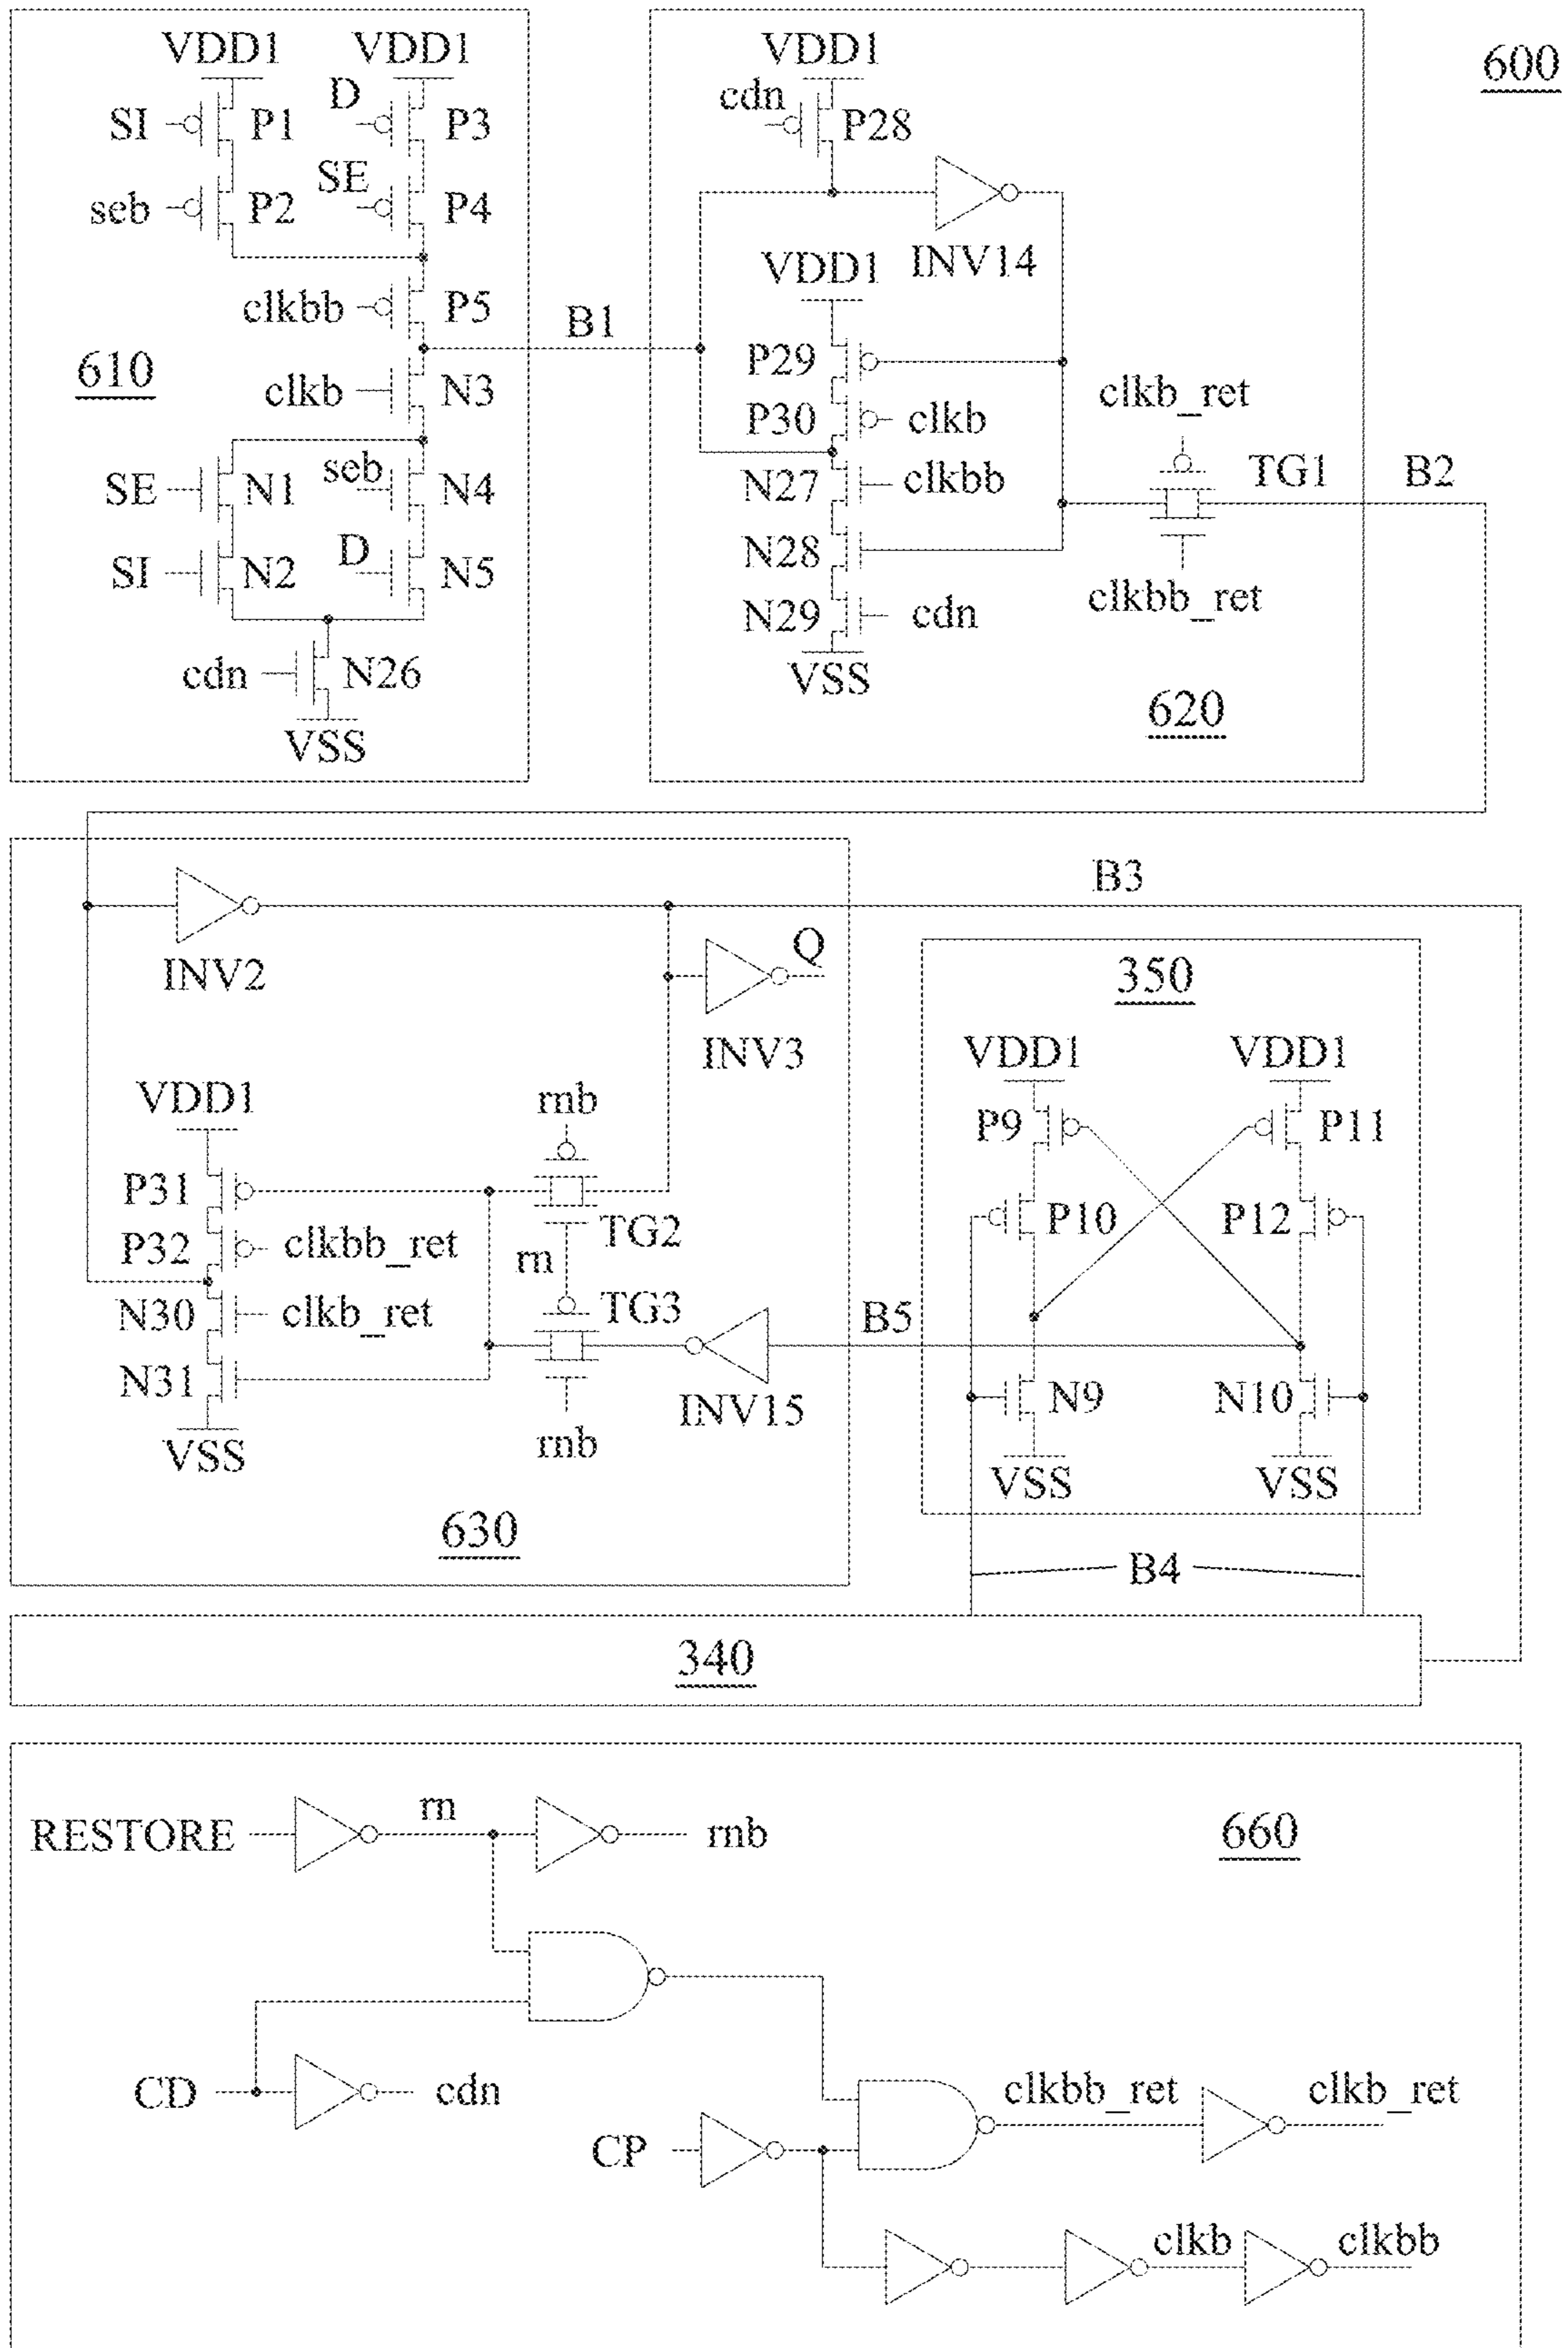 600
VDD1 VDD1
SI P1 D P3
seb P2 SE P4
clkbb P5
610
clkb N3
SE N1 seb N4
SI N2 D N5
cdn N26
VSS
B1
VDD1
cdn P28
INV14
VDD1
P29
P30 clkb
N27 clkbb
N28
N29 cdn
VSS
clkb_ret
TG1
clkbb_ret
620
B2
INV2
B3
Q
INV3
VDD1
P31
P32 clkbb_ret
N30 clkb_ret
N31
VSS
rnb
TG2
rn
TG3
rnb
INV15
630
B5
350
VDD1 VDD1
P9 P11
P10 P12
N9 N10
VSS VSS
B4
340
RESTORE rn rnb
660
CD cdn
CP
clkbb_ret clkb_ret
clkb clkbb